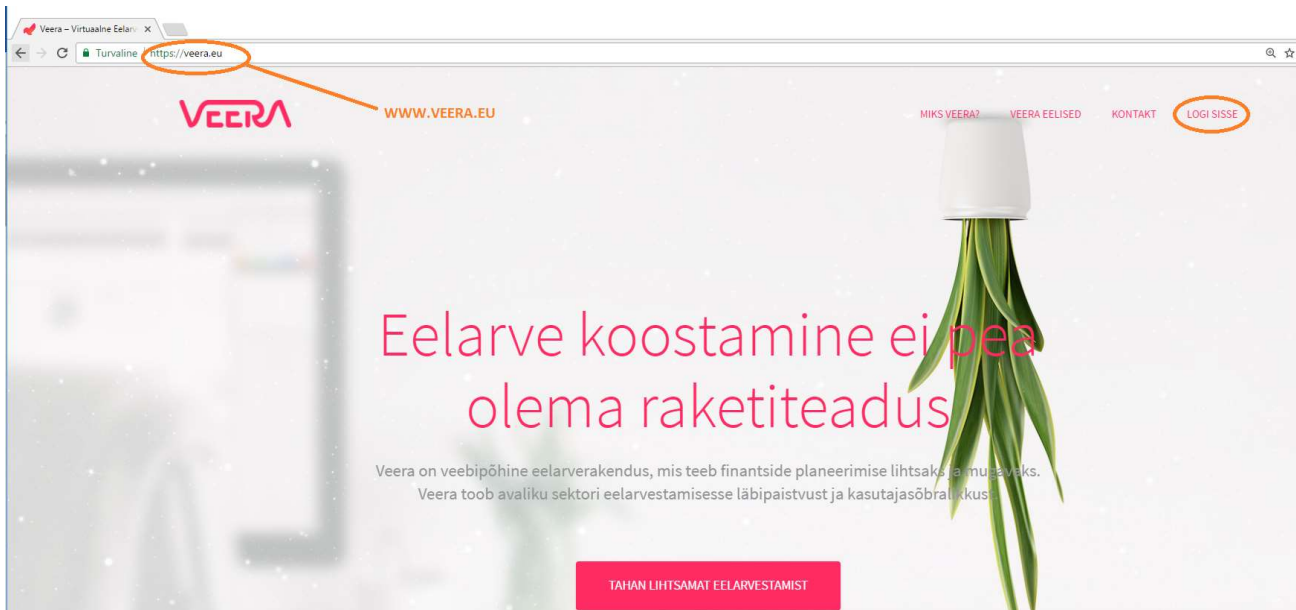 Veera – Virtuaalne Eelarv
Turvaline https://veera.eu
VEERA
WWW.VEERA.EU
MIKS VEERA? VEERA EELISED KONTAKT LOGI SISSE
Eelarve koostamine ei pea
olema raketiteadus
Veera on veebipõhine eelarverakendus, mis teeb finantside planeerimise lihtsaks ja mugavaks.
Veera toob avaliku sektori eelarvestamisesse läbipaistvust ja kasutajasõbralikkust.
TAHAN LIHTSAMAT EELARVESTAMIST